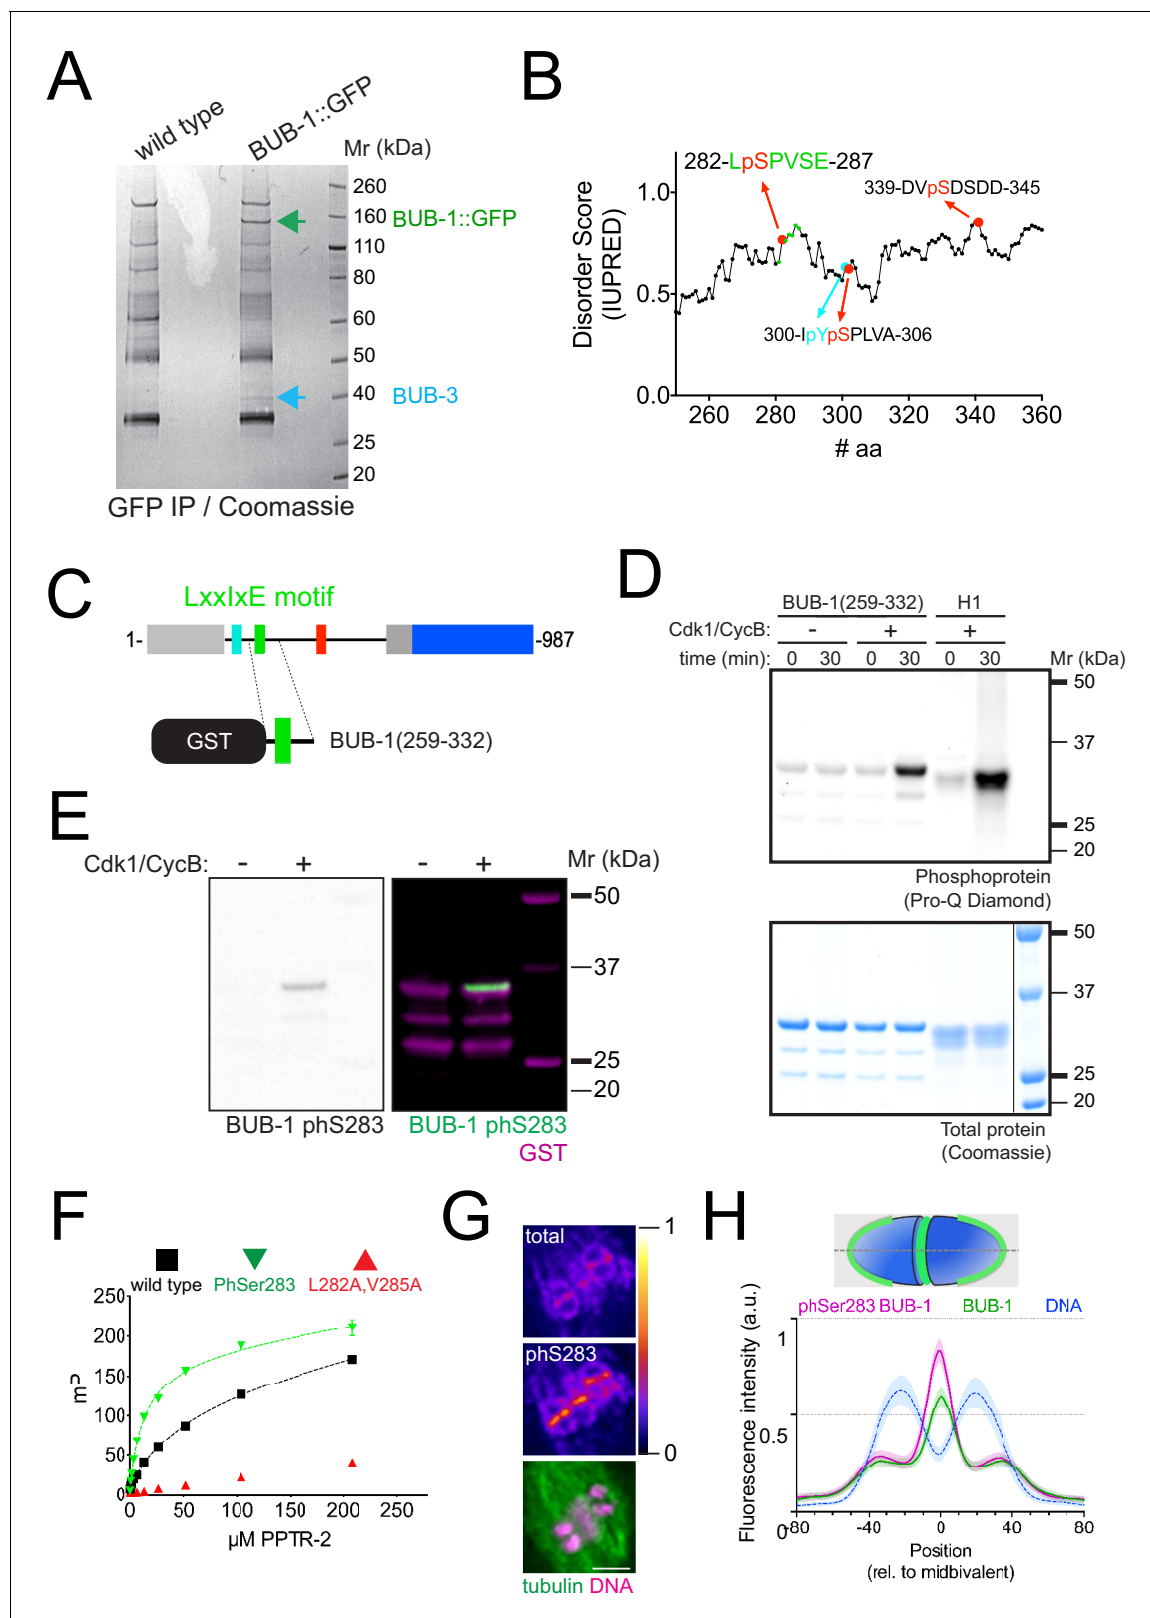 A
wild type
BUB-1::GFP
Mr (kDa)
260
160
110
80
60
50
40
25
20
BUB-1::GFP
BUB-3
GFP IP / Coomassie
B
282-LpSPVSE-287
339-DVpSDSDD-345
300-IpYpSPLVA-306
Disorder Score
(IUPRED)
1.0
0.5
0.0
260 280 300 320 340 360
# aa
C
LxxIxE motif
1-
-987
GST
BUB-1(259-332)
D
BUB-1(259-332) H1
Cdk1/CycB: - + +
time (min): 0 30 0 30 0 30 Mr (kDa)
50
37
25
20
Phosphoprotein
(Pro-Q Diamond)
50
37
25
20
Total protein
(Coomassie)
E
Cdk1/CycB: - + - + Mr (kDa)
50
37
25
20
BUB-1 phS283
BUB-1 phS283
GST
F
wild type PhSer283 L282A,V285A
mP
250
200
150
100
50
0
0 50 100 150 200 250
µM PPTR-2
G
total
phS283
1
0
tubulin DNA
H
phSer283 BUB-1 BUB-1 DNA
Fluorescence intensity (a.u.)
1
0.5
0
-80 -40 0 40 80
Position
(rel. to midbivalent)